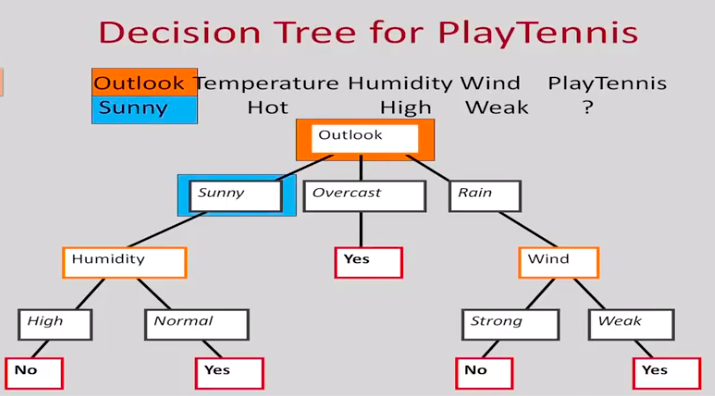 Decision Tree for PlayTennis
Outlook Temperature Humidity Wind PlayTennis
Sunny Hot High Weak ?
Outlook
Sunny Overcast Rain
Humidity Yes Wind
High Normal Strong Weak
No Yes No Yes